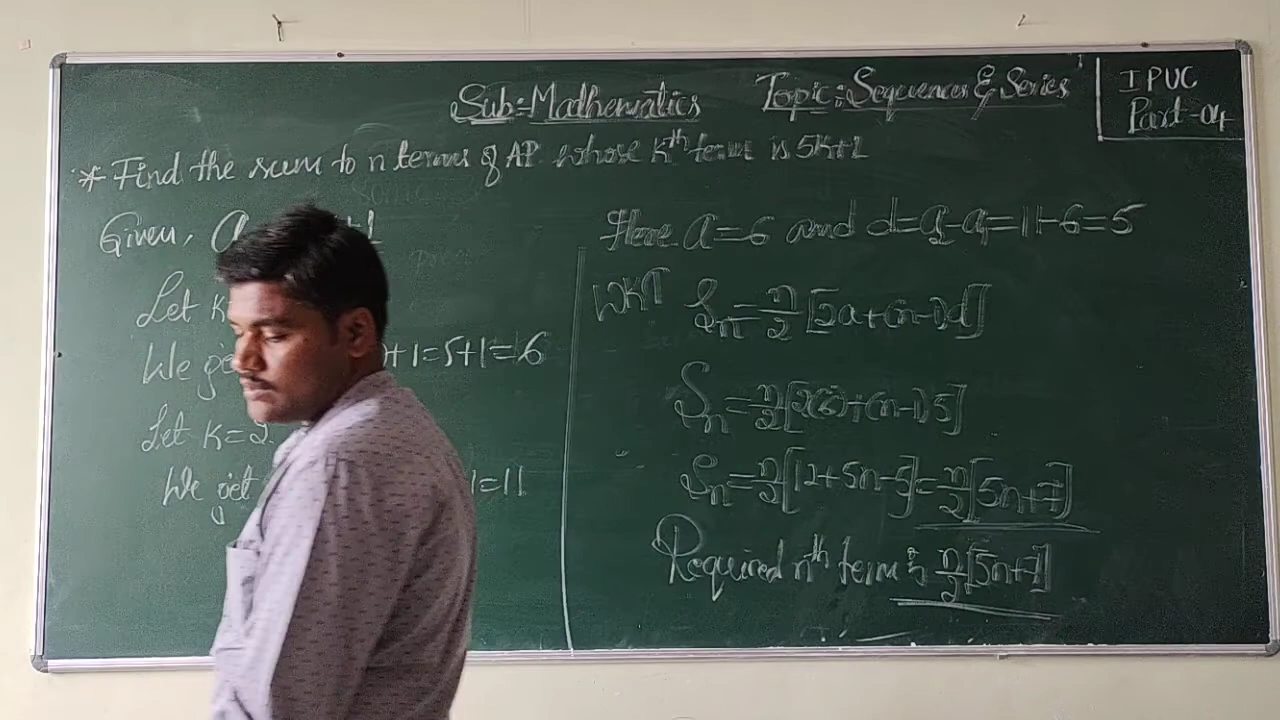 Sub:- Mathematics Topic: Sequences & Series
I PUC
Part-04
* Find the sum to n terms of AP whose kth term is 5k+1
Given, a +1
Let k
We ge )+1=5+1=6
Let k=2
We get 1=11
Here a=6 and d=a₂-a₁=11-6=5
WKT Sn=n/2[2a+(n-1)d]
Sn=n/2[2(6)+(n-1)5]
Sn=n/2[12+5n-5]=n/2[5n+7]
Required nth term is n/2[5n+7]